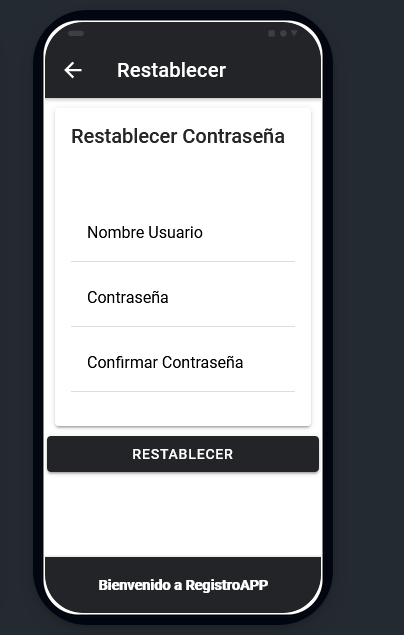 Restablecer
Restablecer Contraseña
Nombre Usuario
Contraseña
Confirmar Contraseña
RESTABLECER
Bienvenido a RegistroAPP